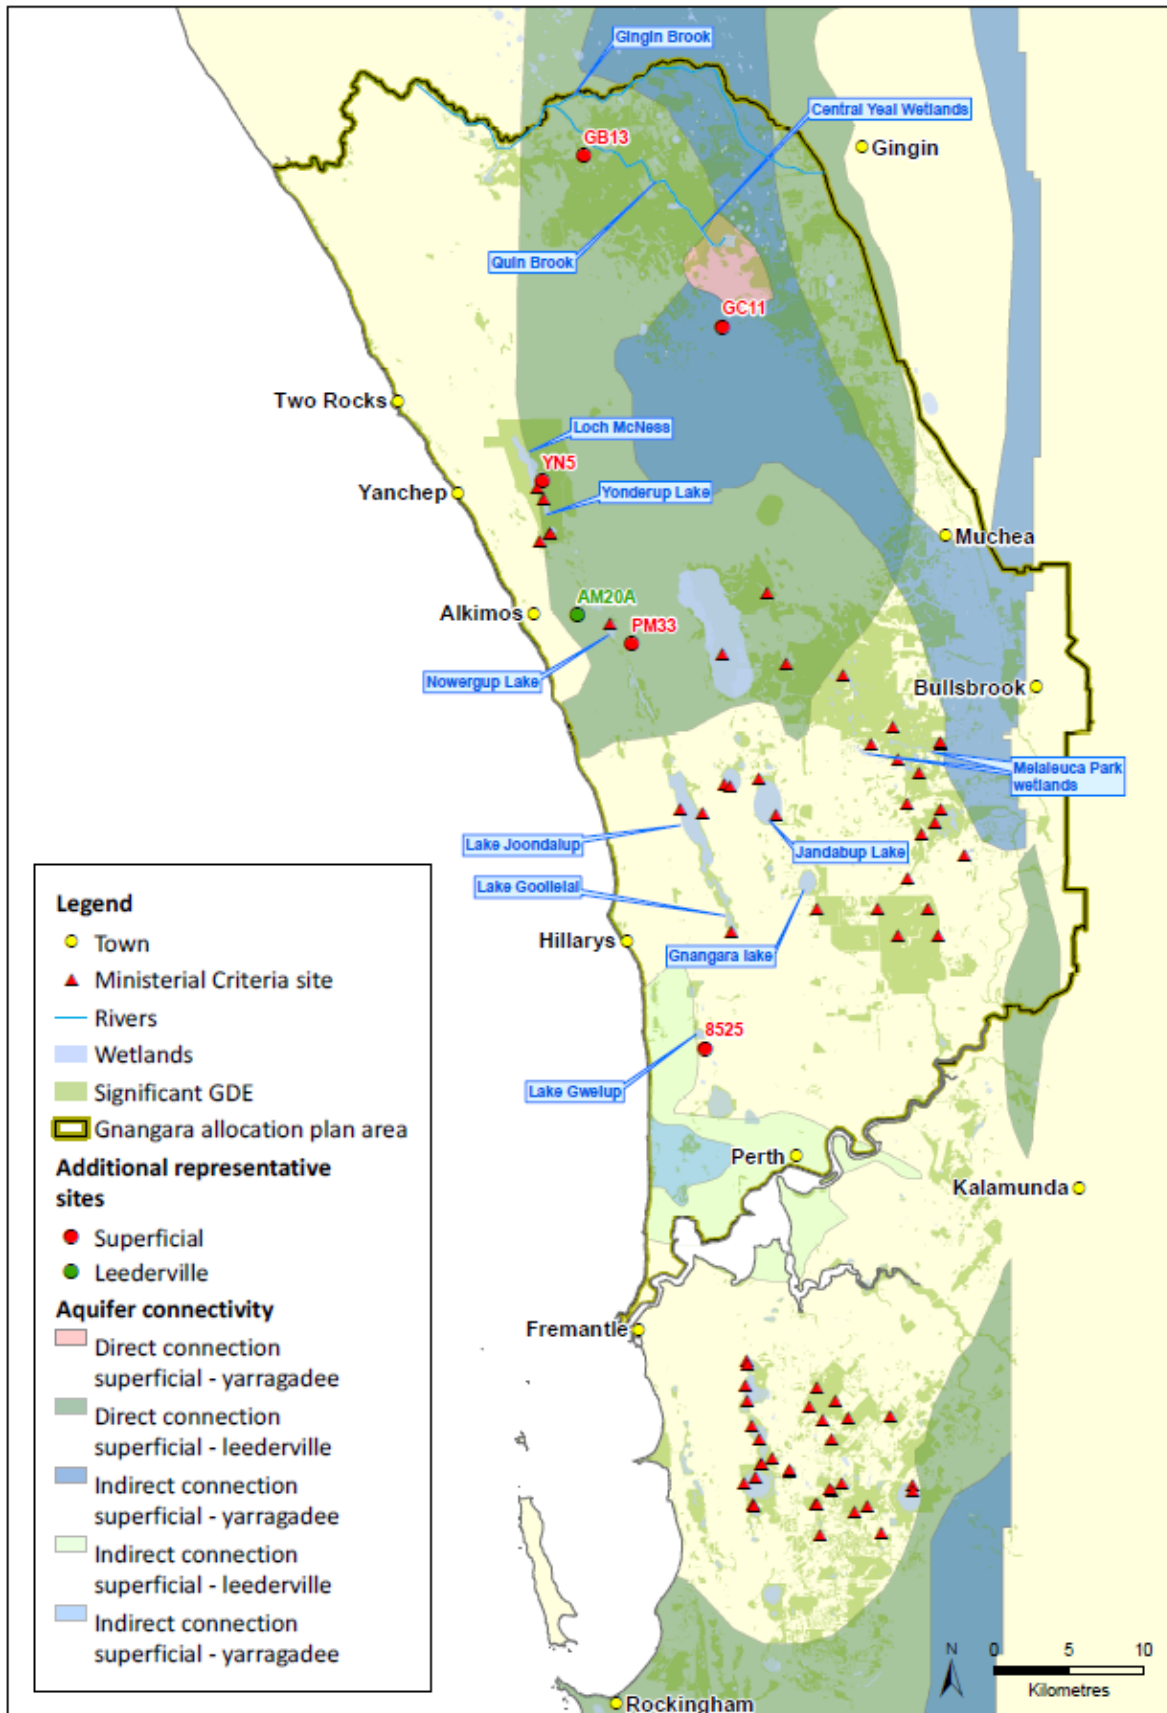 Gingin Brook
Central Yeal Wetlands
GB13
Gingin
Quin Brook
GC11
Two Rocks
Loch McNess
YN5
Yanchep
Yonderup Lake
Muchea
AM20A
Alkimos
PM33
Nowergup Lake
Bullsbrook
Melaleuca Park
wetlands
Lake Joondalup
Jandabup Lake
Lake Goollelal
Hillarys
Gnangara lake
8525
Lake Gwelup
Perth
Kalamunda
Fremantle
Rockingham
Legend
Town
Ministerial Criteria site
Rivers
Wetlands
Significant GDE
Gnangara allocation plan area
Additional representative
sites
Superficial
Leederville
Aquifer connectivity
Direct connection
superficial - yarragadee
Direct connection
superficial - leederville
Indirect connection
superficial - yarragadee
Indirect connection
superficial - leederville
Indirect connection
superficial - yarragadee
N
0 5 10
Kilometres